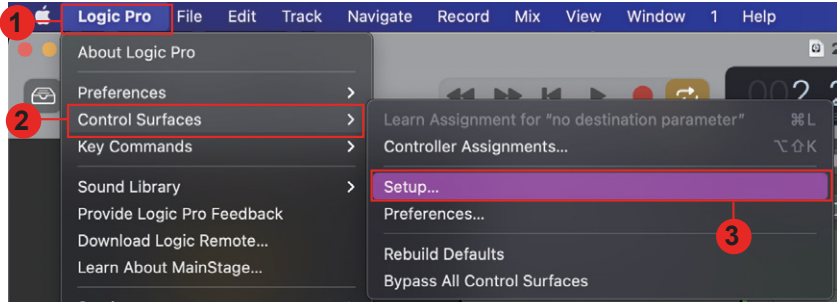 1
Logic Pro File Edit Track Navigate Record Mix View Window 1 Help
About Logic Pro
Preferences
2 Control Surfaces
Key Commands
Sound Library
Provide Logic Pro Feedback
Download Logic Remote...
Learn About MainStage...
Learn Assignment for "no destination parameter" ⌘L
Controller Assignments... ⌥⇧K
Setup...
Preferences...
3
Rebuild Defaults
Bypass All Control Surfaces
2
002